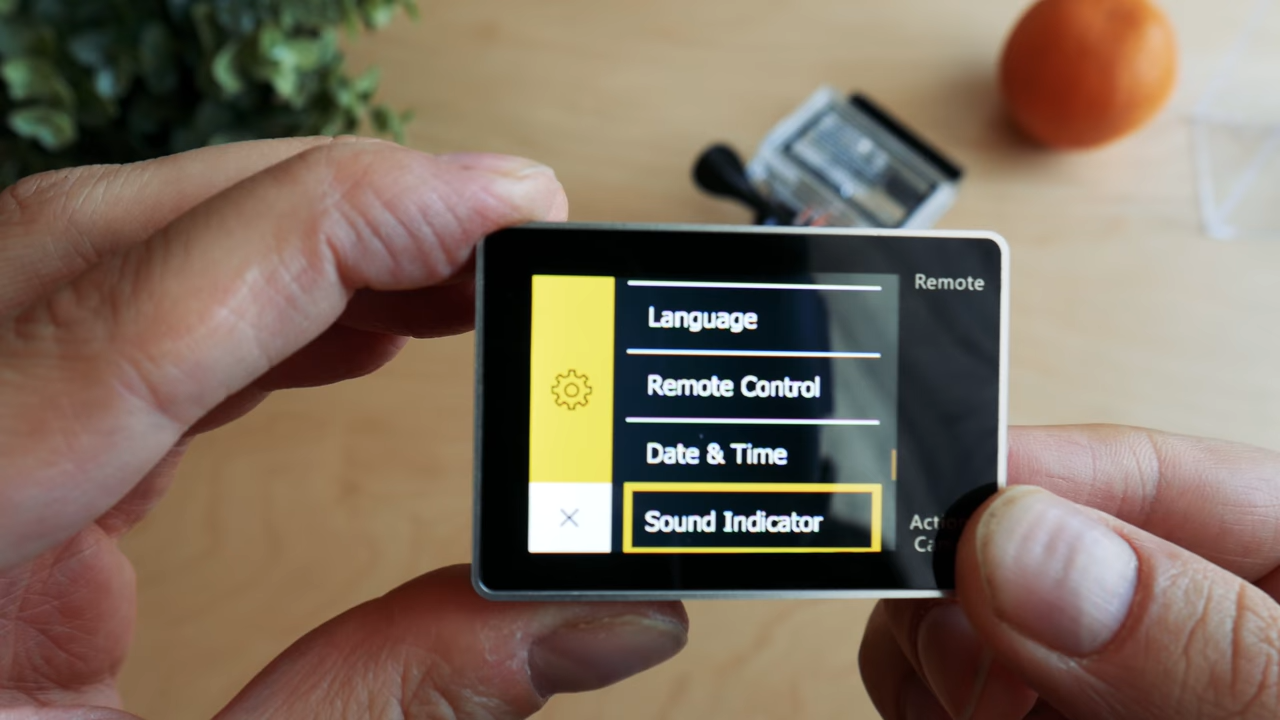 Language
Remote Control
Date & Time
Sound Indicator
Remote